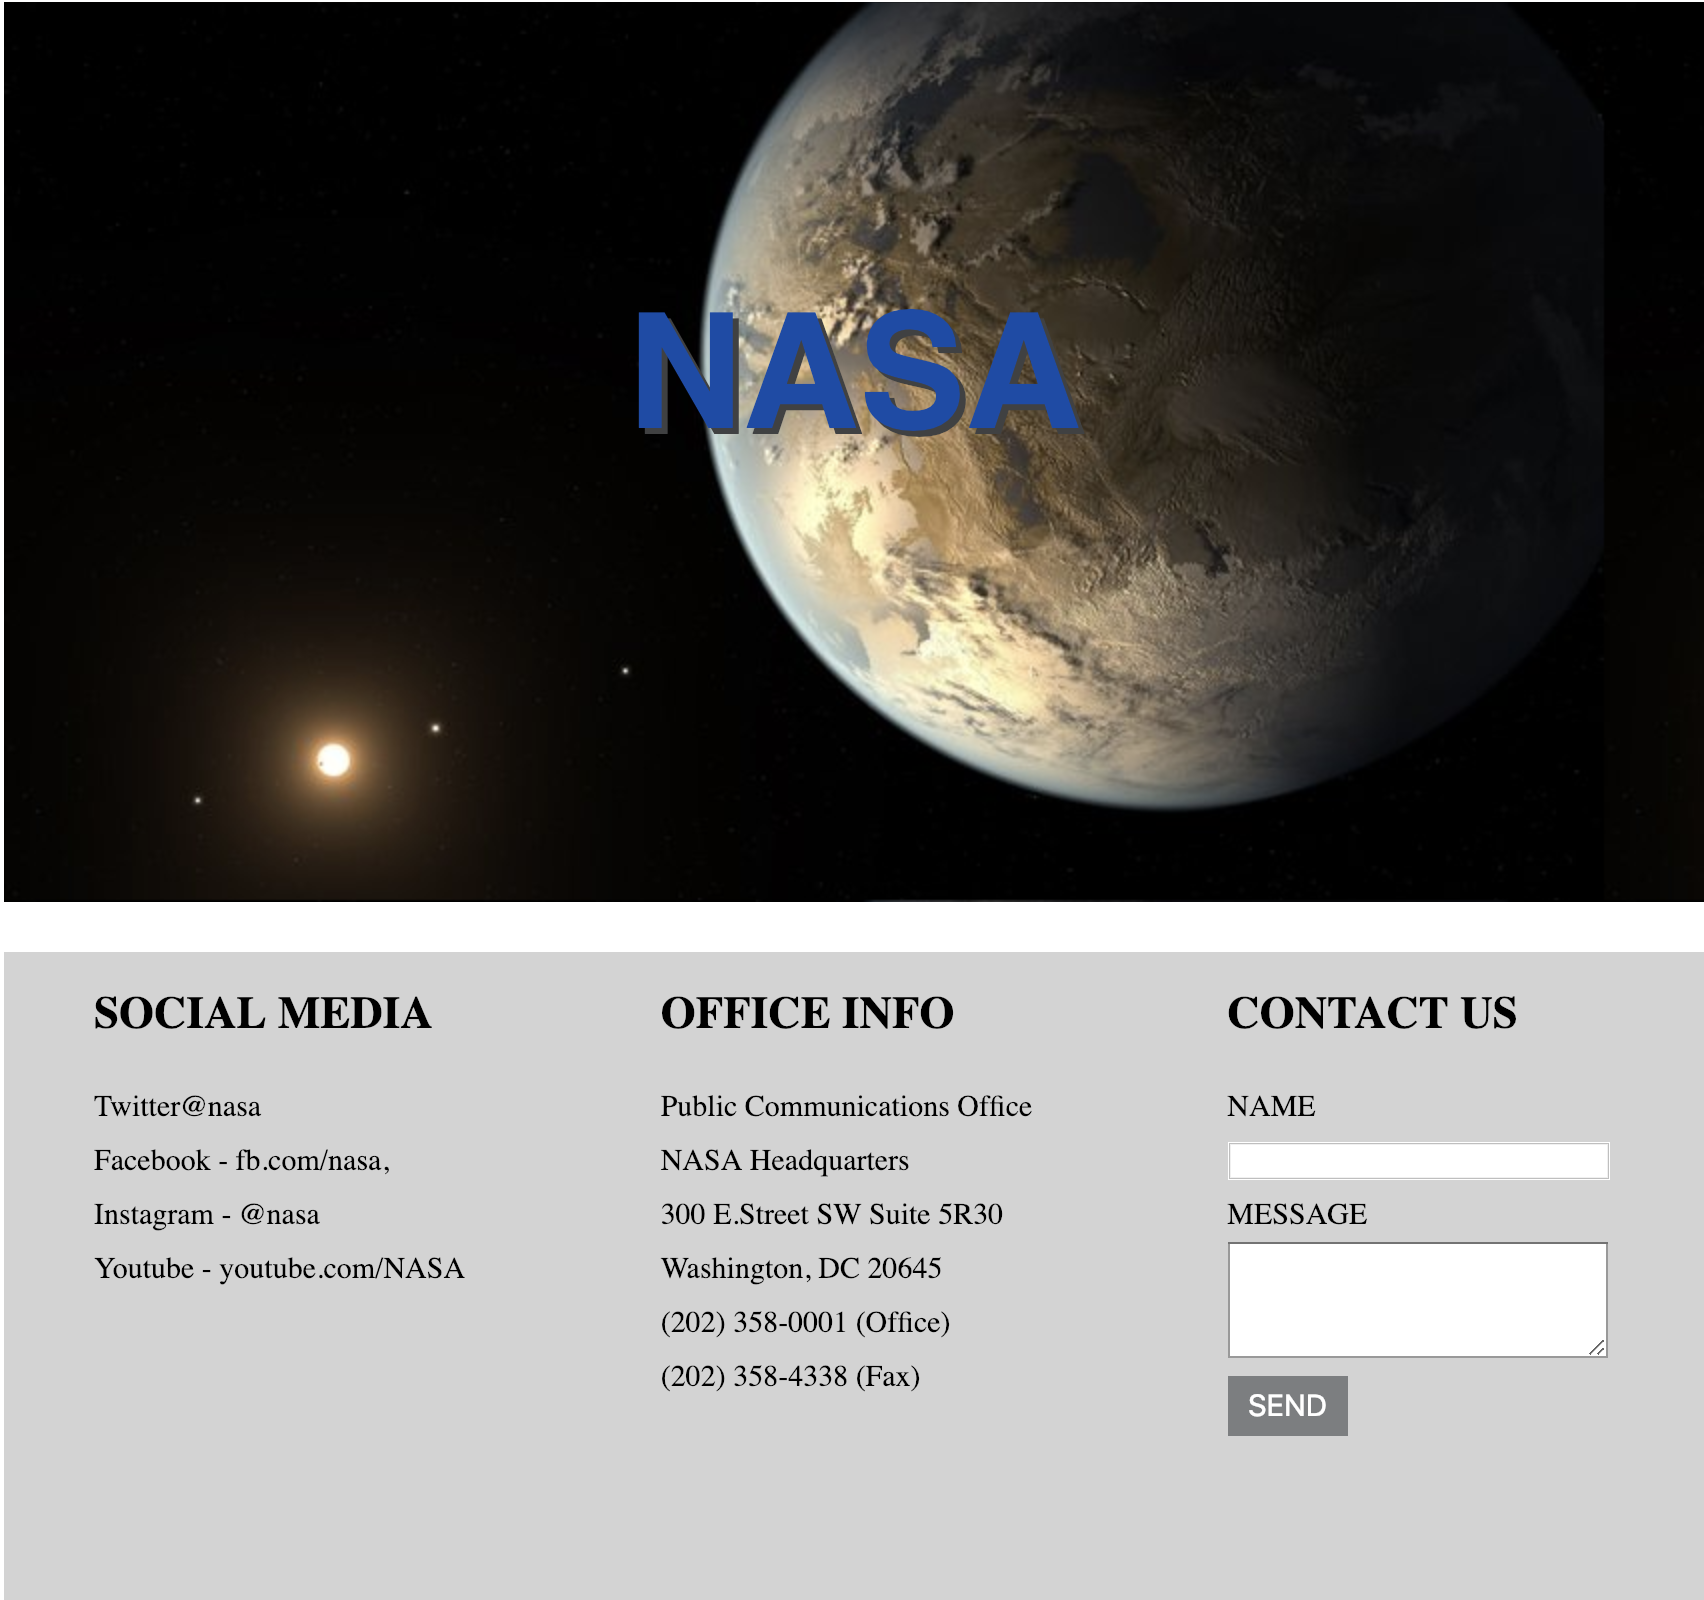 NASA
SOCIAL MEDIA
Twitter@nasa
Facebook - fb.com/nasa,
Instagram - @nasa
Youtube - youtube.com/NASA
OFFICE INFO
Public Communications Office
NASA Headquarters
300 E.Street SW Suite 5R30
Washington, DC 20645
(202) 358-0001 (Office)
(202) 358-4338 (Fax)
CONTACT US
NAME
MESSAGE
SEND